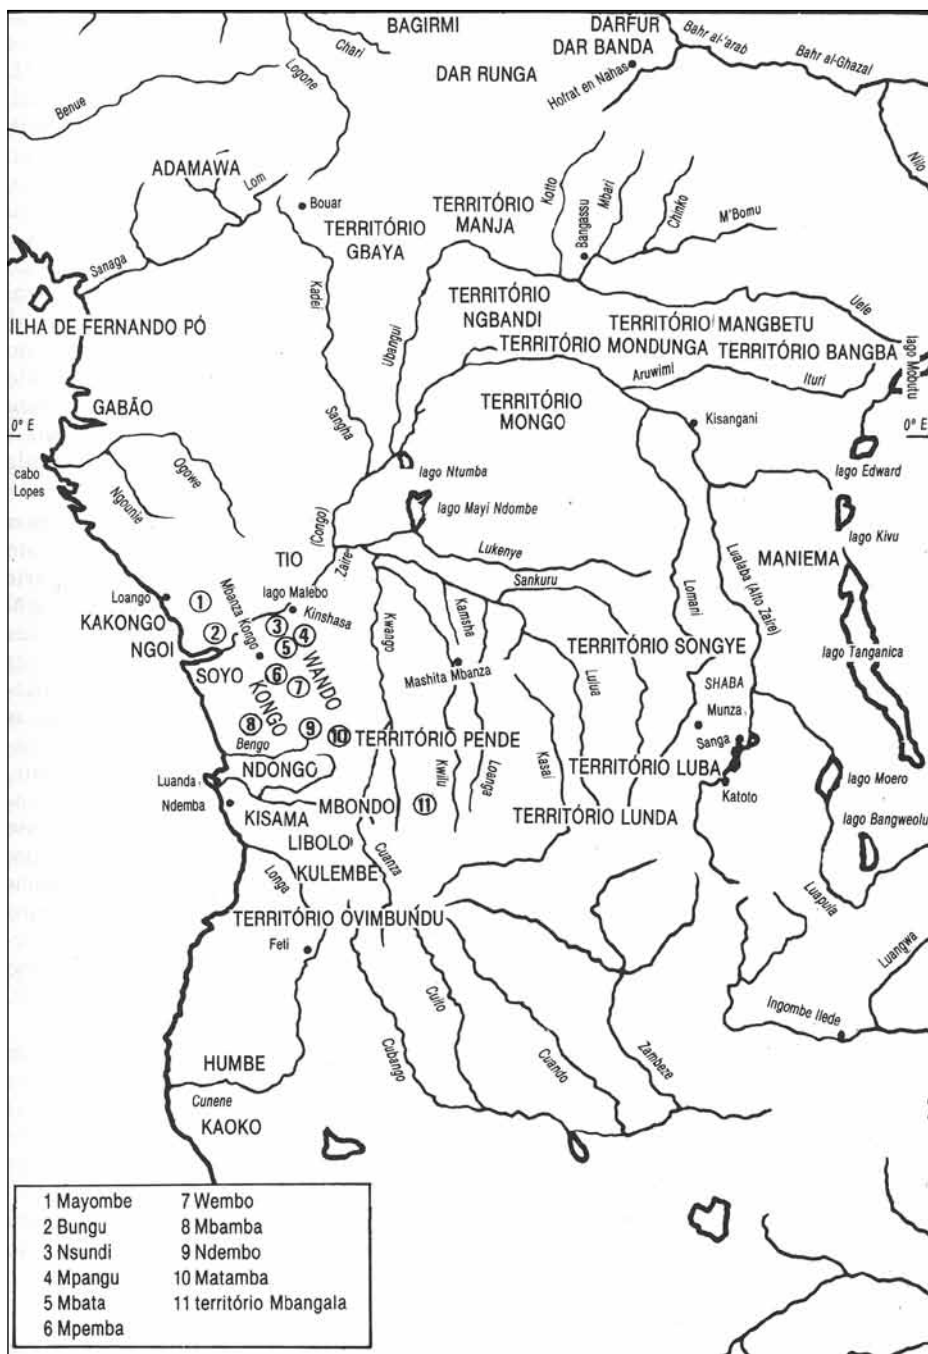 BAGIRMI
DARFUR
DAR BANDA
Bahr al-'arab
Bahr al-Ghazal
Chari
Logone
DAR RUNGA
Hofrat en Nahas
Benue
Nilo
ADAMAWA
Lom
Bouar
TERRITÓRIO
GBAYA
TERRITÓRIO
MANJA
Kotto
Mbari
Bangassu
Chinko
M'Bomu
Sanaga
Kadei
Ubangui
TERRITÓRIO
NGBANDI
Uele
ILHA DE FERNANDO PÓ
TERRITÓRIO MANGBETU
TERRITÓRIO MONDUNGA
TERRITÓRIO BANGBA
lago Mobutu
Aruwimi
Ituri
GABÃO
Sangha
TERRITÓRIO
MONGO
Kisangani
0° E
0° E
cabo
Lopes
Ogowe
Ngounie
lago Ntumba
lago Edward
lago Mayi Ndombe
(Congo)
Zaire
lago Kivu
TIO
Lukenye
MANIEMA
Sankuru
Lomani
Lualaba (Alto Zaire)
Loango
1
Mbanza Kongo
lago Malebo
Kinshasa
3
4
5
2
KAKONGO
NGOI
Kwango
Kamsha
SOYO
6
7
WANDO
KONGO
Mashita Mbanza
Luiua
TERRITÓRIO SONGYE
lago Tanganica
SHABA
Munza
Sanga
8
9
10
TERRITÓRIO PENDE
Bengo
NDONGO
Luanda
Ndemba
KISAMA
MBONDO
11
Kwilu
Loanga
Kasai
TERRITÓRIO LUBA
Katoto
lago Moero
TERRITÓRIO LUNDA
lago Bangweolu
LIBOLO
Cuanza
KULEMBE
Longa
TERRITÓRIO OVIMBUNDU
Luapula
Feti
Luangwa
Cuito
Ingombe Ilede
Cubango
Cuando
Zambeze
HUMBE
Cunene
KAOKO
1 Mayombe
2 Bungu
3 Nsundi
4 Mpangu
5 Mbata
6 Mpemba
7 Wembo
8 Mbamba
9 Ndembo
10 Matamba
11 território Mbangala